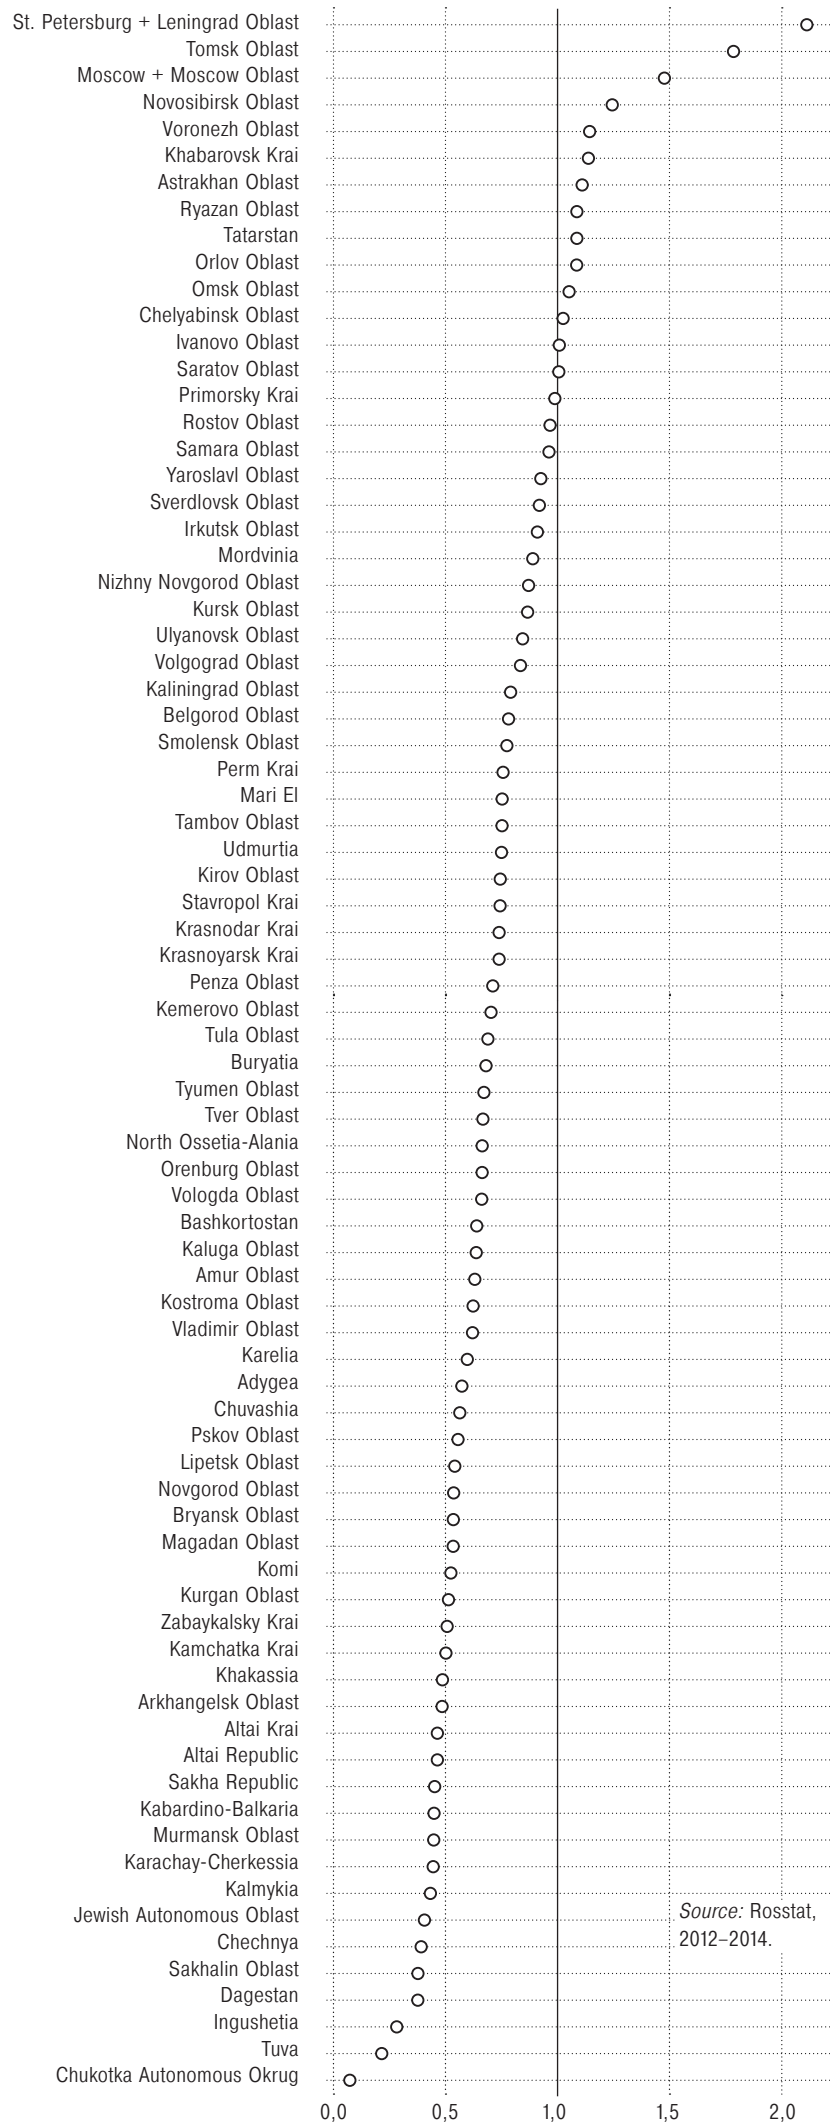 St. Petersburg + Leningrad Oblast
Tomsk Oblast
Moscow + Moscow Oblast
Novosibirsk Oblast
Voronezh Oblast
Khabarovsk Krai
Astrakhan Oblast
Ryazan Oblast
Tatarstan
Orlov Oblast
Omsk Oblast
Chelyabinsk Oblast
Ivanovo Oblast
Saratov Oblast
Primorsky Krai
Rostov Oblast
Samara Oblast
Yaroslavl Oblast
Sverdlovsk Oblast
Irkutsk Oblast
Mordvinia
Nizhny Novgorod Oblast
Kursk Oblast
Ulyanovsk Oblast
Volgograd Oblast
Kaliningrad Oblast
Belgorod Oblast
Smolensk Oblast
Perm Krai
Mari El
Tambov Oblast
Udmurtia
Kirov Oblast
Stavropol Krai
Krasnodar Krai
Krasnoyarsk Krai
Penza Oblast
Kemerovo Oblast
Tula Oblast
Buryatia
Tyumen Oblast
Tver Oblast
North Ossetia-Alania
Orenburg Oblast
Vologda Oblast
Bashkortostan
Kaluga Oblast
Amur Oblast
Kostroma Oblast
Vladimir Oblast
Karelia
Adygea
Chuvashia
Pskov Oblast
Lipetsk Oblast
Novgorod Oblast
Bryansk Oblast
Magadan Oblast
Komi
Kurgan Oblast
Zabaykalsky Krai
Kamchatka Krai
Khakassia
Arkhangelsk Oblast
Altai Krai
Altai Republic
Sakha Republic
Kabardino-Balkaria
Murmansk Oblast
Karachay-Cherkessia
Kalmykia
Jewish Autonomous Oblast
Chechnya
Sakhalin Oblast
Dagestan
Ingushetia
Tuva
Chukotka Autonomous Okrug
Source: Rosstat,
2012–2014.
0,0 0,5 1,0 1,5 2,0